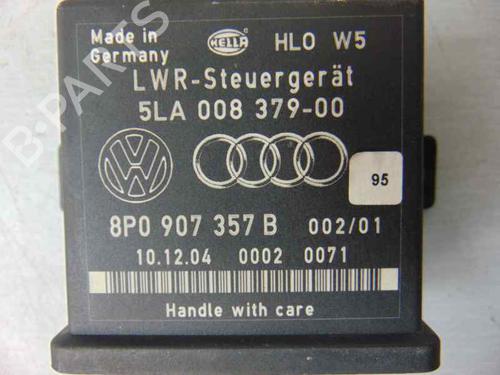 Made in
Germany
HELLA
HLO W5
LWR-Steuergerät
5LA 008 379-00
95
8P0 907 357 B 002/01
10.12.04 0002 0071
Handle with care
B-PARTS